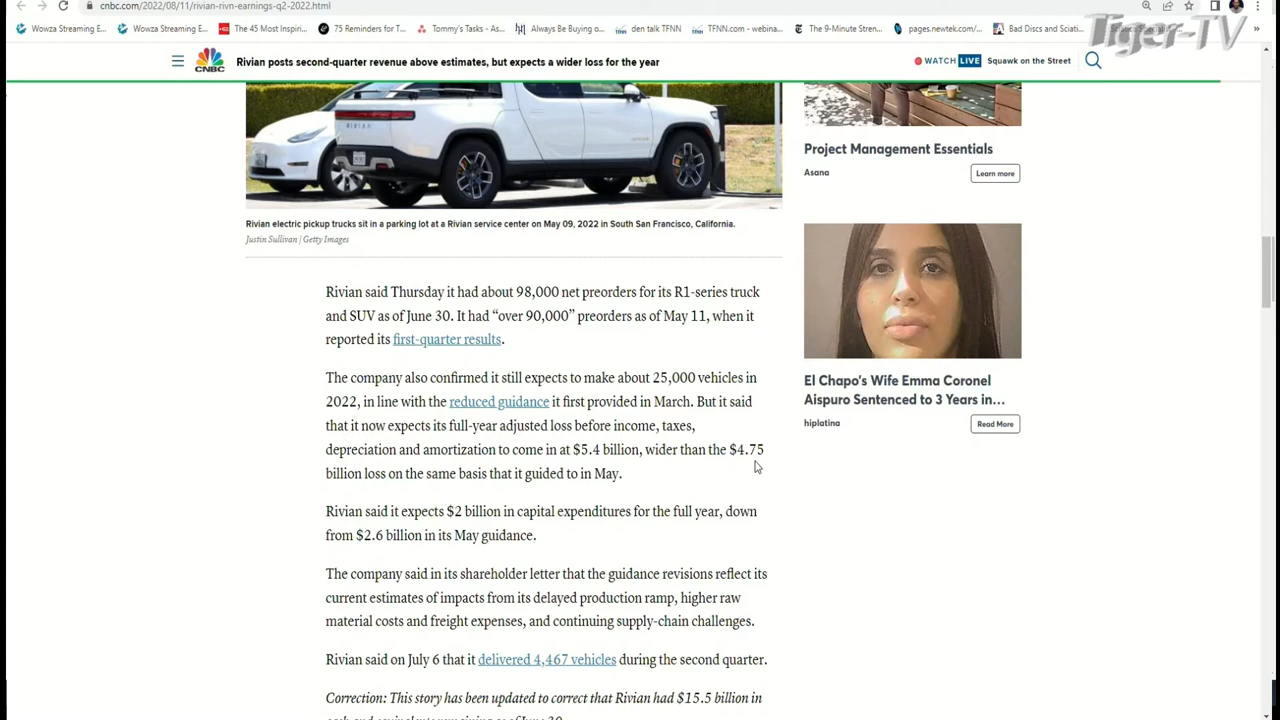 cnbc.com/2022/08/11/rivian-rivn-earnings-q2-2022.html
Wowza Streaming E... Wowza Streaming E... The 45 Most Inspiri... 75 Reminders for T... Tommy's Tasks - As... Always Be Buying o... den talk TFNN TFNN.com - webina... The 9-Minute Stren... pages.newtek.com/... Bad Discs and Sciati... »
Tiger-TV
CNBC Rivian posts second-quarter revenue above estimates, but expects a wider loss for the year WATCH LIVE Squawk on the Street
Project Management Essentials
Asana Learn more
Rivian electric pickup trucks sit in a parking lot at a Rivian service center on May 09, 2022 in South San Francisco, California.
Justin Sullivan | Getty Images
Rivian said Thursday it had about 98,000 net preorders for its R1-series truck
and SUV as of June 30. It had “over 90,000” preorders as of May 11, when it
reported its first-quarter results.
The company also confirmed it still expects to make about 25,000 vehicles in
2022, in line with the reduced guidance it first provided in March. But it said
that it now expects its full-year adjusted loss before income, taxes,
depreciation and amortization to come in at $5.4 billion, wider than the $4.75
billion loss on the same basis that it guided to in May.
El Chapo's Wife Emma Coronel
Aispuro Sentenced to 3 Years in...
hiplatina Read More
Rivian said it expects $2 billion in capital expenditures for the full year, down
from $2.6 billion in its May guidance.
The company said in its shareholder letter that the guidance revisions reflect its
current estimates of impacts from its delayed production ramp, higher raw
material costs and freight expenses, and continuing supply-chain challenges.
Rivian said on July 6 that it delivered 4,467 vehicles during the second quarter.
Correction: This story has been updated to correct that Rivian had $15.5 billion in